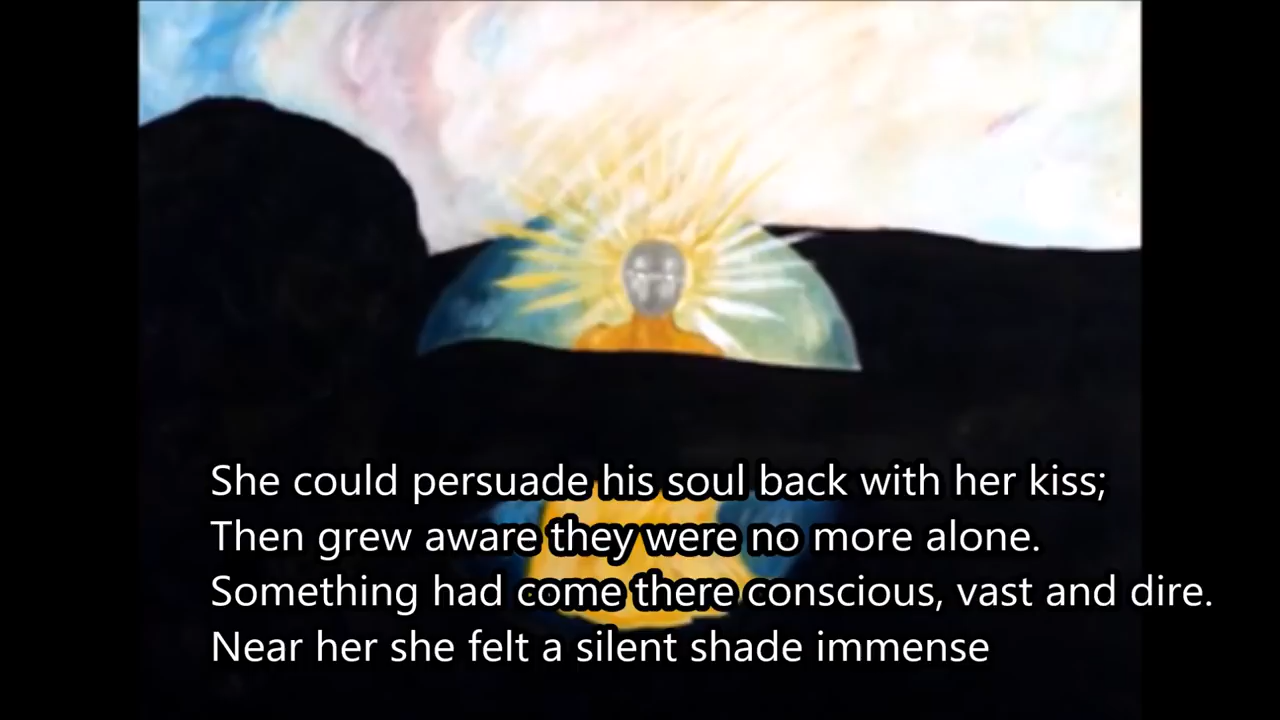 She could persuade his soul back with her kiss;
Then grew aware they were no more alone.
Something had come there conscious, vast and dire.
Near her she felt a silent shade immense